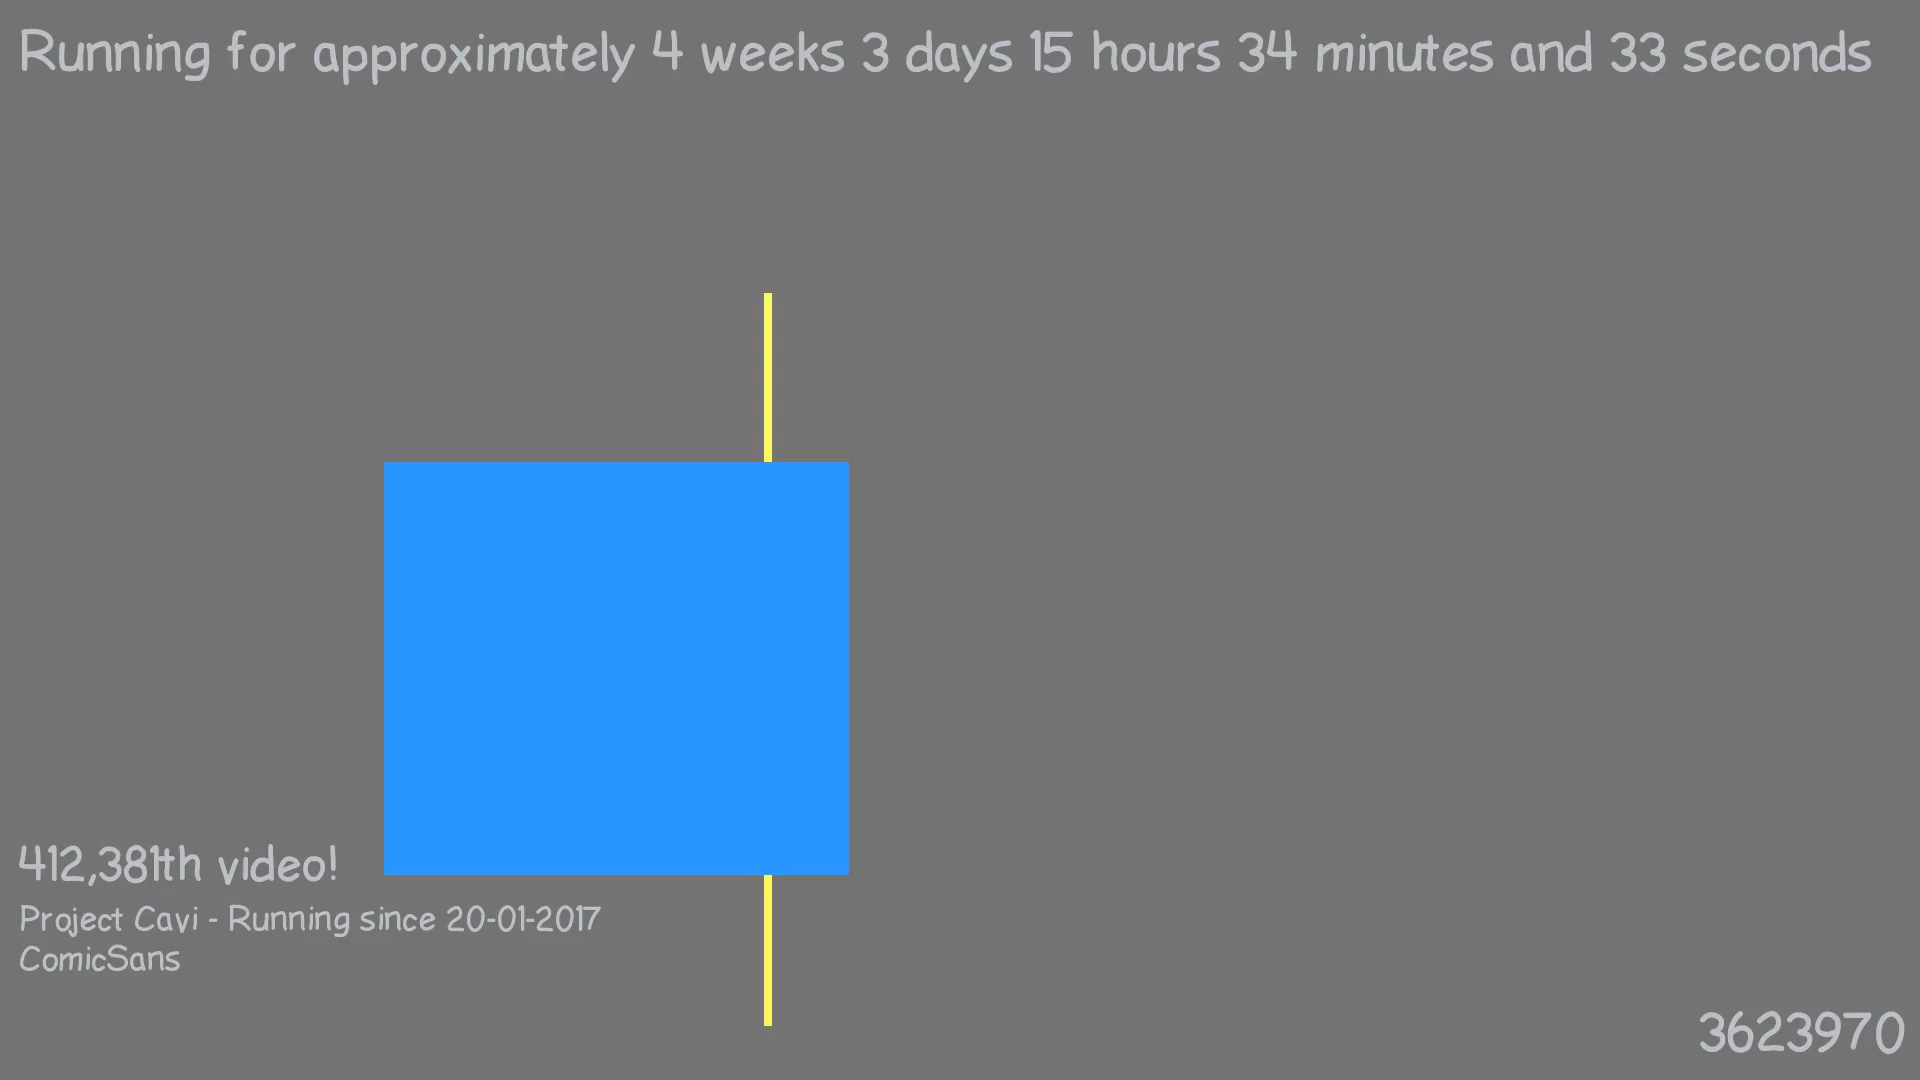 Running for approximately 4 weeks 3 days 15 hours 34 minutes and 33 seconds
412,381th video!
Project Cavi - Running since 20-01-2017
ComicSans
3623970